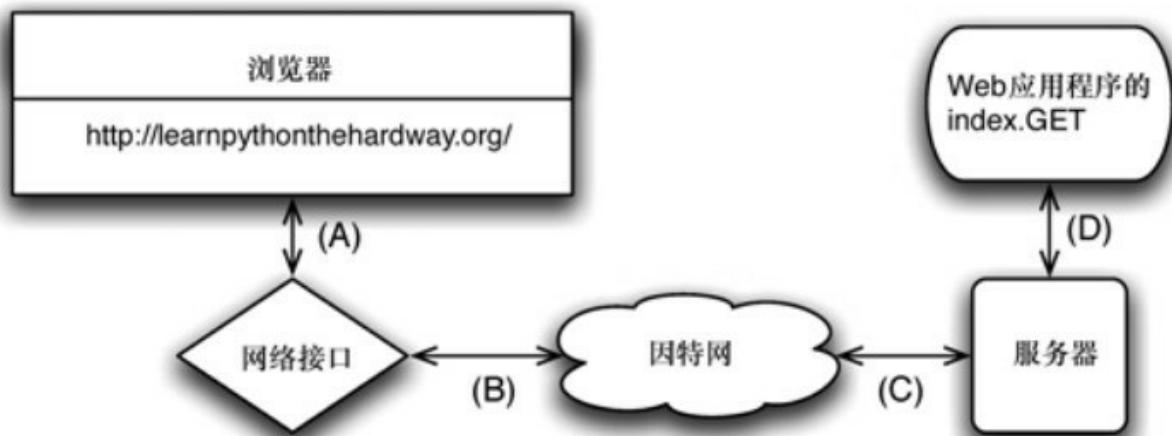 浏览器
http://learnpythonthehardway.org/
Web应用程序的
index.GET
(A)
(D)
网络接口
(B)
因特网
(C)
服务器